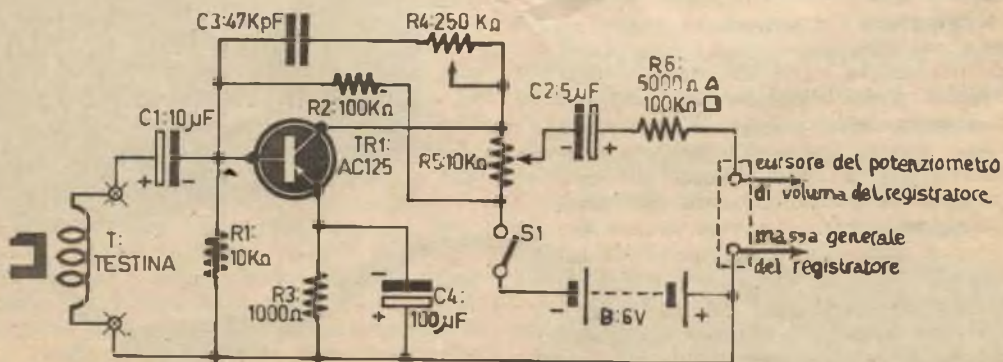 C3:47KpF
R4:250 KΩ
R2:100KΩ
C1:10µF
+ -
TR1:
AC125
C2:5µF
- +
R6:
5000Ω △
100KΩ □
R5:10KΩ
cursore del potenziometro
di volume del registratore
T:
TESTINA
R1:
10KΩ
S1
massa generale
del registratore
R3:
1000Ω
-
C4:
100µF
+
- B:6V +